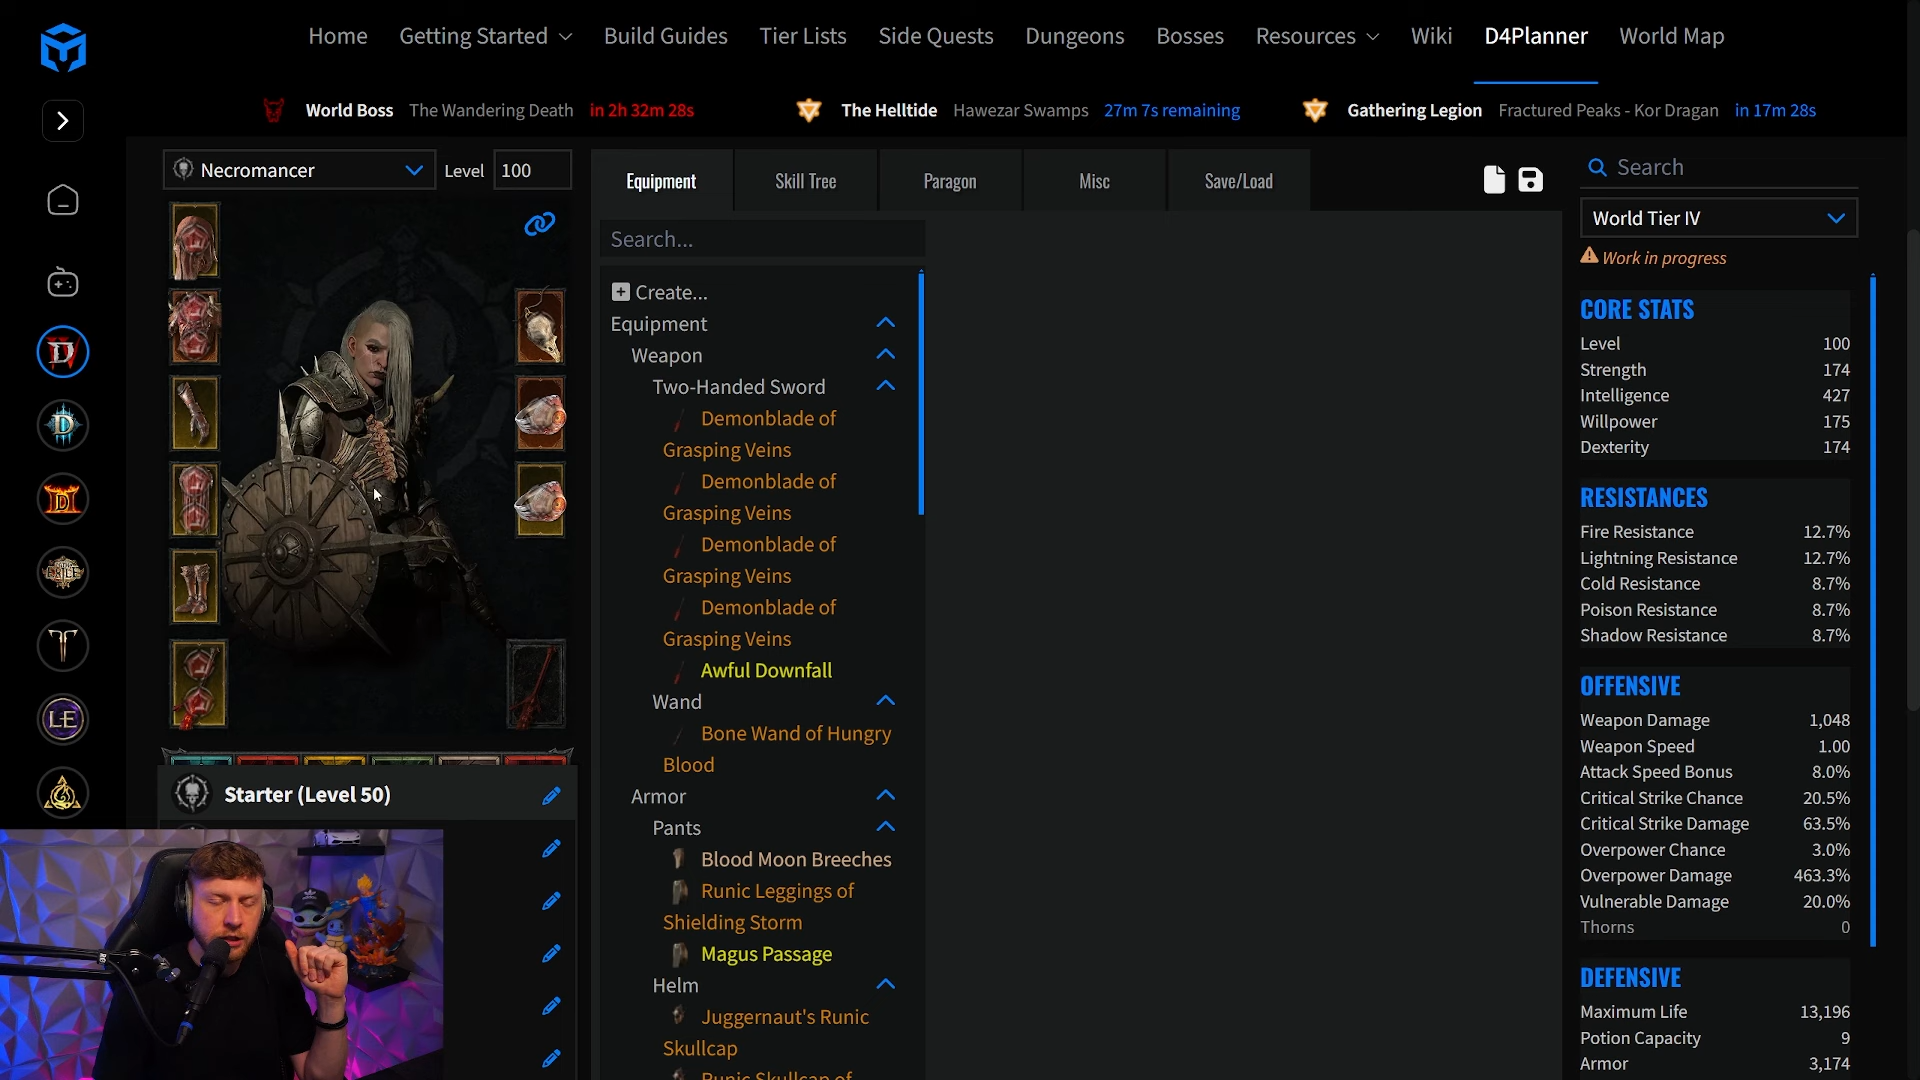 Home
Getting Started
Build Guides
Tier Lists
Side Quests
Dungeons
Bosses
Resources
Wiki
D4Planner
World Map
World Boss The Wandering Death in 2h 32m 28s
The Helltide Hawezar Swamps 27m 7s remaining
Gathering Legion Fractured Peaks - Kor Dragan in 17m 28s
Necromancer
Level 100
Equipment
Skill Tree
Paragon
Misc
Save/Load
Search...
Create...
Equipment
Weapon
Two-Handed Sword
Demonblade of
Grasping Veins
Demonblade of
Grasping Veins
Demonblade of
Grasping Veins
Demonblade of
Grasping Veins
Awful Downfall
Wand
Bone Wand of Hungry
Blood
Armor
Pants
Blood Moon Breeches
Runic Leggings of
Shielding Storm
Magus Passage
Helm
Juggernaut's Runic
Skullcap
Runic Skullcap of
Starter (Level 50)
Search
World Tier IV
Work in progress
CORE STATS
Level 100
Strength 174
Intelligence 427
Willpower 175
Dexterity 174
RESISTANCES
Fire Resistance 12.7%
Lightning Resistance 12.7%
Cold Resistance 8.7%
Poison Resistance 8.7%
Shadow Resistance 8.7%
OFFENSIVE
Weapon Damage 1,048
Weapon Speed 1.00
Attack Speed Bonus 8.0%
Critical Strike Chance 20.5%
Critical Strike Damage 63.5%
Overpower Chance 3.0%
Overpower Damage 463.3%
Vulnerable Damage 20.0%
Thorns 0
DEFENSIVE
Maximum Life 13,196
Potion Capacity 9
Armor 3,174
LE